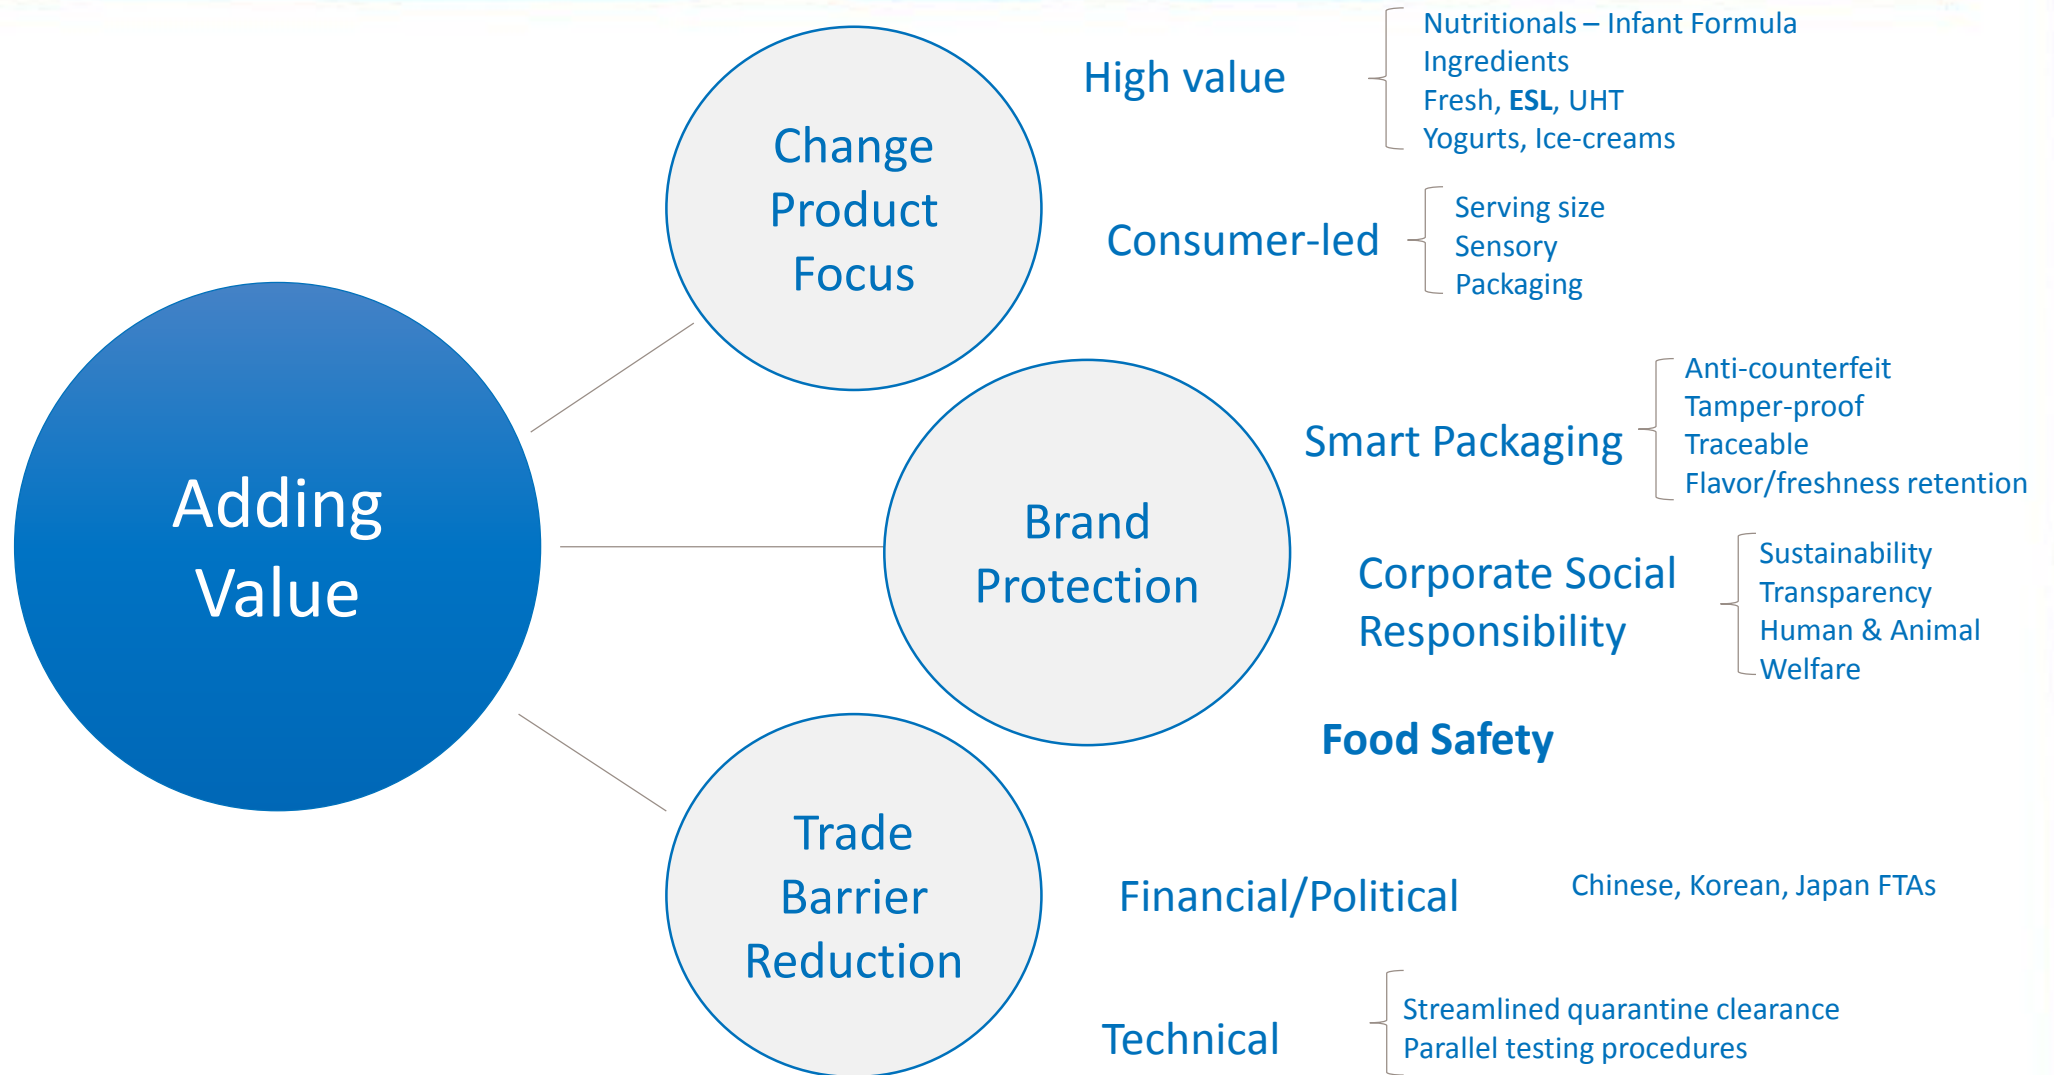 Adding
Value
Change
Product
Focus
High value
Nutritionals – Infant Formula
Ingredients
Fresh, ESL, UHT
Yogurts, Ice-creams
Consumer-led
Serving size
Sensory
Packaging
Brand
Protection
Smart Packaging
Anti-counterfeit
Tamper-proof
Traceable
Flavor/freshness retention
Corporate Social
Responsibility
Sustainability
Transparency
Human & Animal
Welfare
Food Safety
Trade
Barrier
Reduction
Financial/Political
Chinese, Korean, Japan FTAs
Technical
Streamlined quarantine clearance
Parallel testing procedures